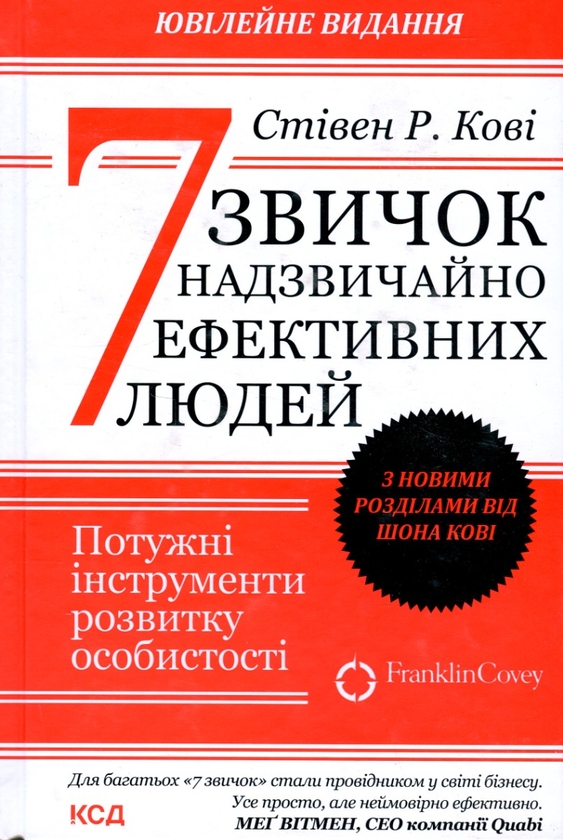 ЮВІЛЕЙНЕ ВИДАННЯ
Стівен Р. Кові
7 ЗВИЧОК
НАДЗВИЧАЙНО
ЕФЕКТИВНИХ
ЛЮДЕЙ
З НОВИМИ
РОЗДІЛАМИ ВІД
ШОНА КОВІ
Потужні
інструменти
розвитку
особистості
FranklinCovey
Для багатьох «7 звичок» стали провідником у світі бізнесу.
Усе просто, але неймовірно ефективно.
МЕҐ ВІТМЕН, СЕО компанії Quabi
КСД